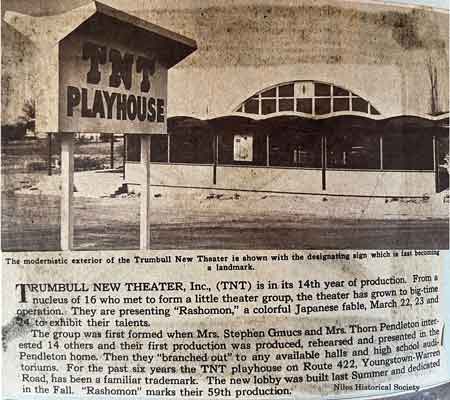 TNT
PLAYHOUSE
The modernistic exterior of the Trumbull New Theater is shown with the designating sign which is fast becoming
a landmark.
TRUMBULL NEW THEATER, Inc., (TNT) is in its 14th year of production. From a
nucleus of 16 who met to form a little theater group, the theater has grown to big-time
operation. They are presenting "Rashomon," a colorful Japanese fable, March 22, 23 and
24 to exhibit their talents.
The group was first formed when Mrs. Stephen Gmucs and Mrs. Thorn Pendleton inter-
ested 14 others and their first production was produced, rehearsed and presented in the
Pendleton home. Then they "branched out" to any available halls and high school audi-
toriums. For the past six years the TNT playhouse on Route 422, Youngstown-Warren
Road, has been a familiar trademark. The new lobby was built last Summer and dedicated
in the Fall. "Rashomon" marks their 59th production.
Niles Historical Society